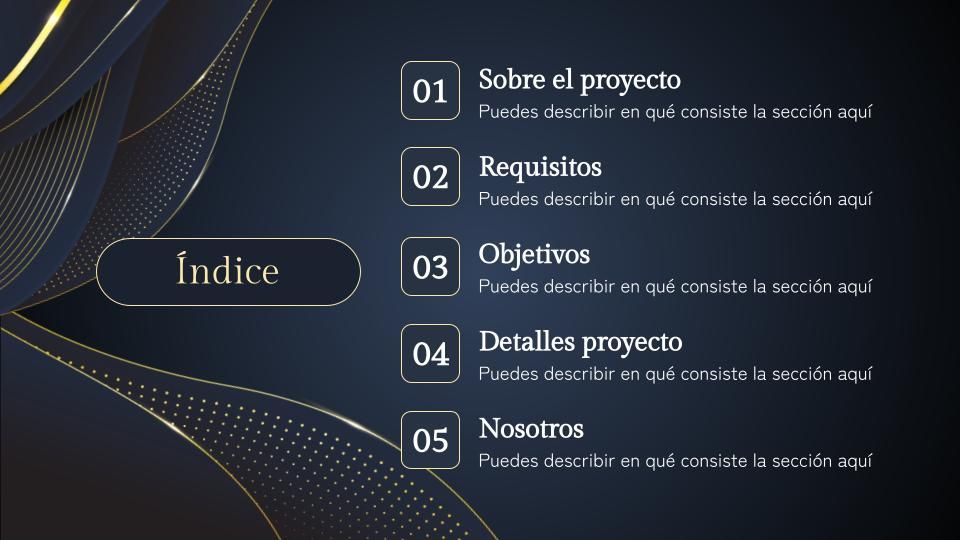 Índice
01
Sobre el proyecto
Puedes describir en qué consiste la sección aquí
02
Requisitos
Puedes describir en qué consiste la sección aquí
03
Objetivos
Puedes describir en qué consiste la sección aquí
04
Detalles proyecto
Puedes describir en qué consiste la sección aquí
05
Nosotros
Puedes describir en qué consiste la sección aquí